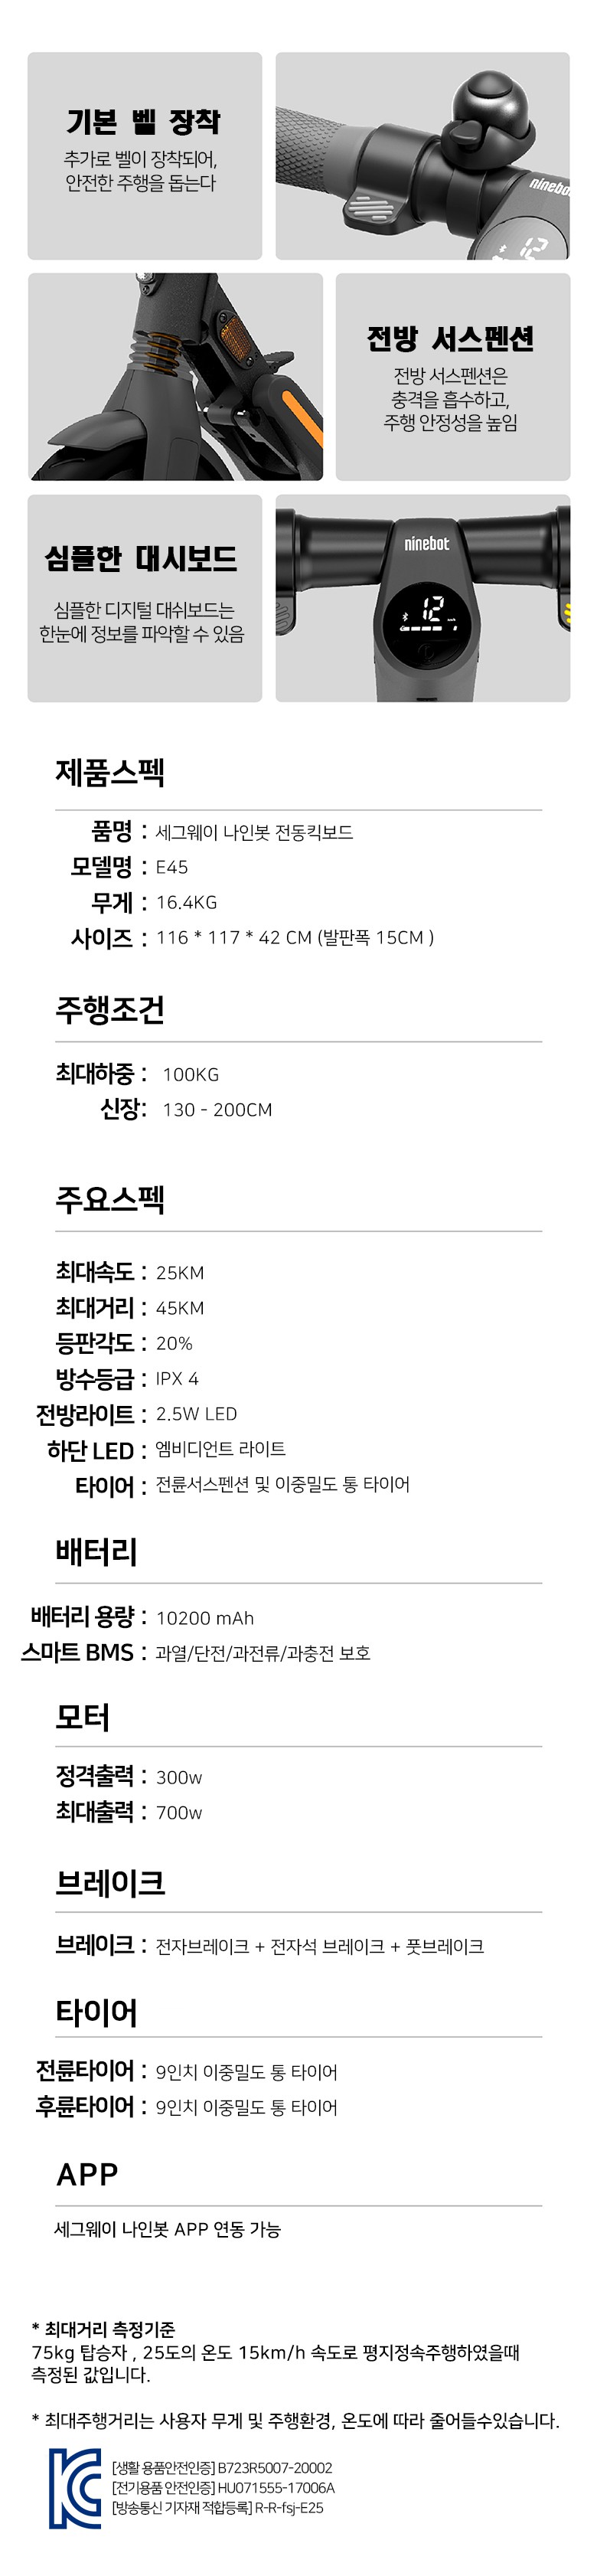 기본 벨 장착
추가로 벨이 장착되어,
안전한 주행을 돕는다
ninebo
12
전방 서스펜션
전방 서스펜션은
충격을 흡수하고,
주행 안정성을 높임
심플한 대시보드
심플한 디지털 대쉬보드는
한눈에 정보를 파악할 수 있음
ninebot
12
제품스펙
품명 : 세그웨이 나인봇 전동킥보드
모델명 : E45
무게 : 16.4KG
사이즈 : 116 * 117 * 42 CM (발판폭 15CM )
주행조건
최대하중 : 100KG
신장: 130 - 200CM
주요스펙
최대속도 : 25KM
최대거리 : 45KM
등판각도 : 20%
방수등급 : IPX 4
전방라이트 : 2.5W LED
하단 LED : 엠비디언트 라이트
타이어 : 전륜서스펜션 및 이중밀도 통 타이어
배터리
배터리 용량 : 10200 mAh
스마트 BMS : 과열/단전/과전류/과충전 보호
모터
정격출력 : 300w
최대출력 : 700w
브레이크
브레이크 : 전자브레이크 + 전자석 브레이크 + 풋브레이크
타이어
전륜타이어 : 9인치 이중밀도 통 타이어
후륜타이어 : 9인치 이중밀도 통 타이어
APP
세그웨이 나인봇 APP 연동 가능
* 최대거리 측정기준
75kg 탑승자 , 25도의 온도 15km/h 속도로 평지정속주행하였을때
측정된 값입니다.
* 최대주행거리는 사용자 무게 및 주행환경, 온도에 따라 줄어들수있습니다.
[생활 용품안전인증] B723R5007-20002
[전기용품 안전인증] HU071555-17006A
[방송통신 기자재 적합등록] R-R-fsj-E25